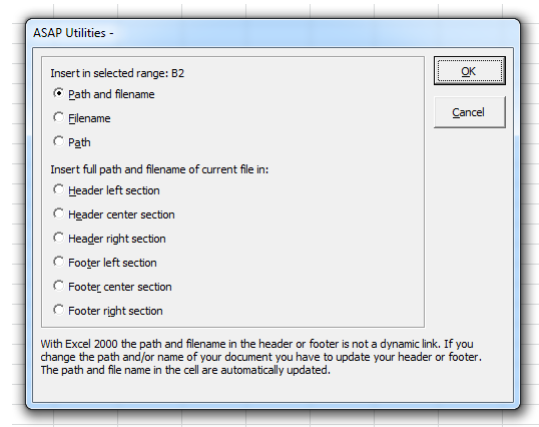 ASAP Utilities -
Insert in selected range: B2
Path and filename
Filename
Path
Insert full path and filename of current file in:
Header left section
Header center section
Header right section
Footer left section
Footer center section
Footer right section
OK
Cancel
With Excel 2000 the path and filename in the header or footer is not a dynamic link. If you
change the path and/or name of your document you have to update your header or footer.
The path and file name in the cell are automatically updated.